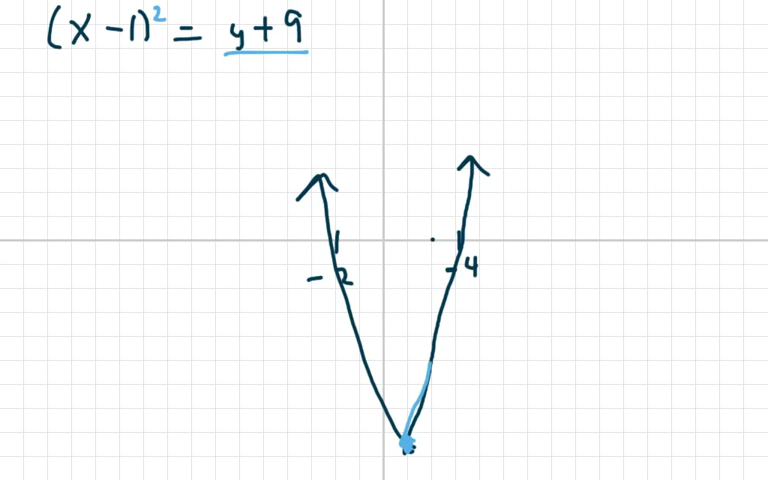 (x - 1)² = y + 9
- 2
- 4